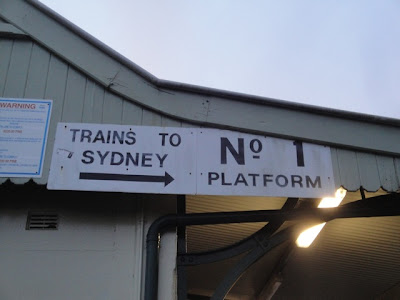 WARNING
TRAINS TO
SYDNEY
Nº 1
PLATFORM